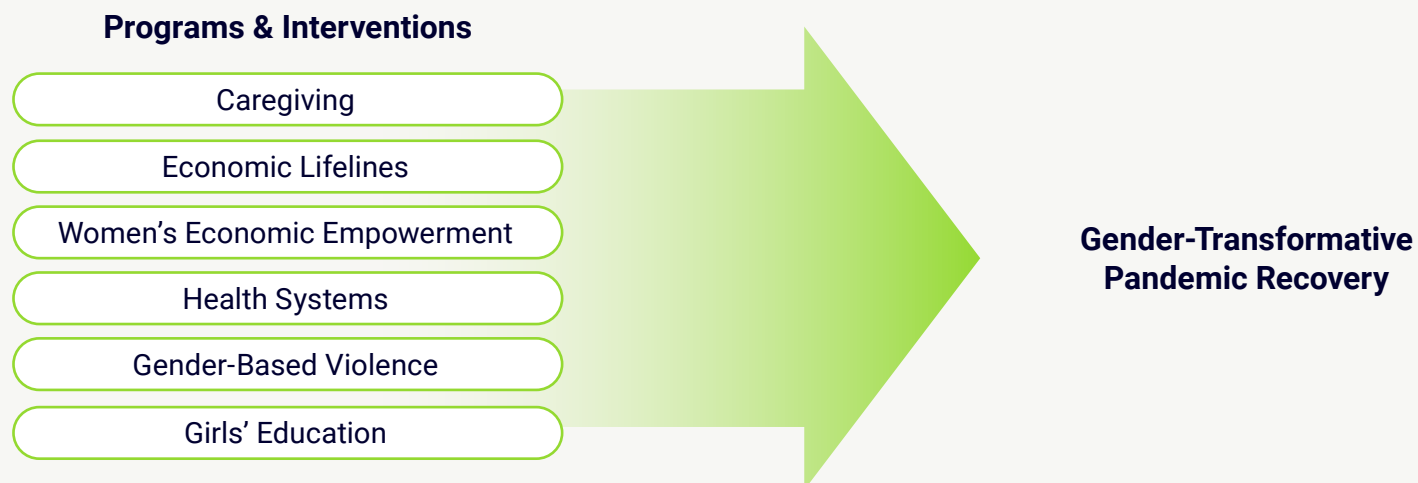 Programs & Interventions
Caregiving
Economic Lifelines
Women’s Economic Empowerment
Health Systems
Gender-Based Violence
Girls’ Education
Gender-Transformative
Pandemic Recovery